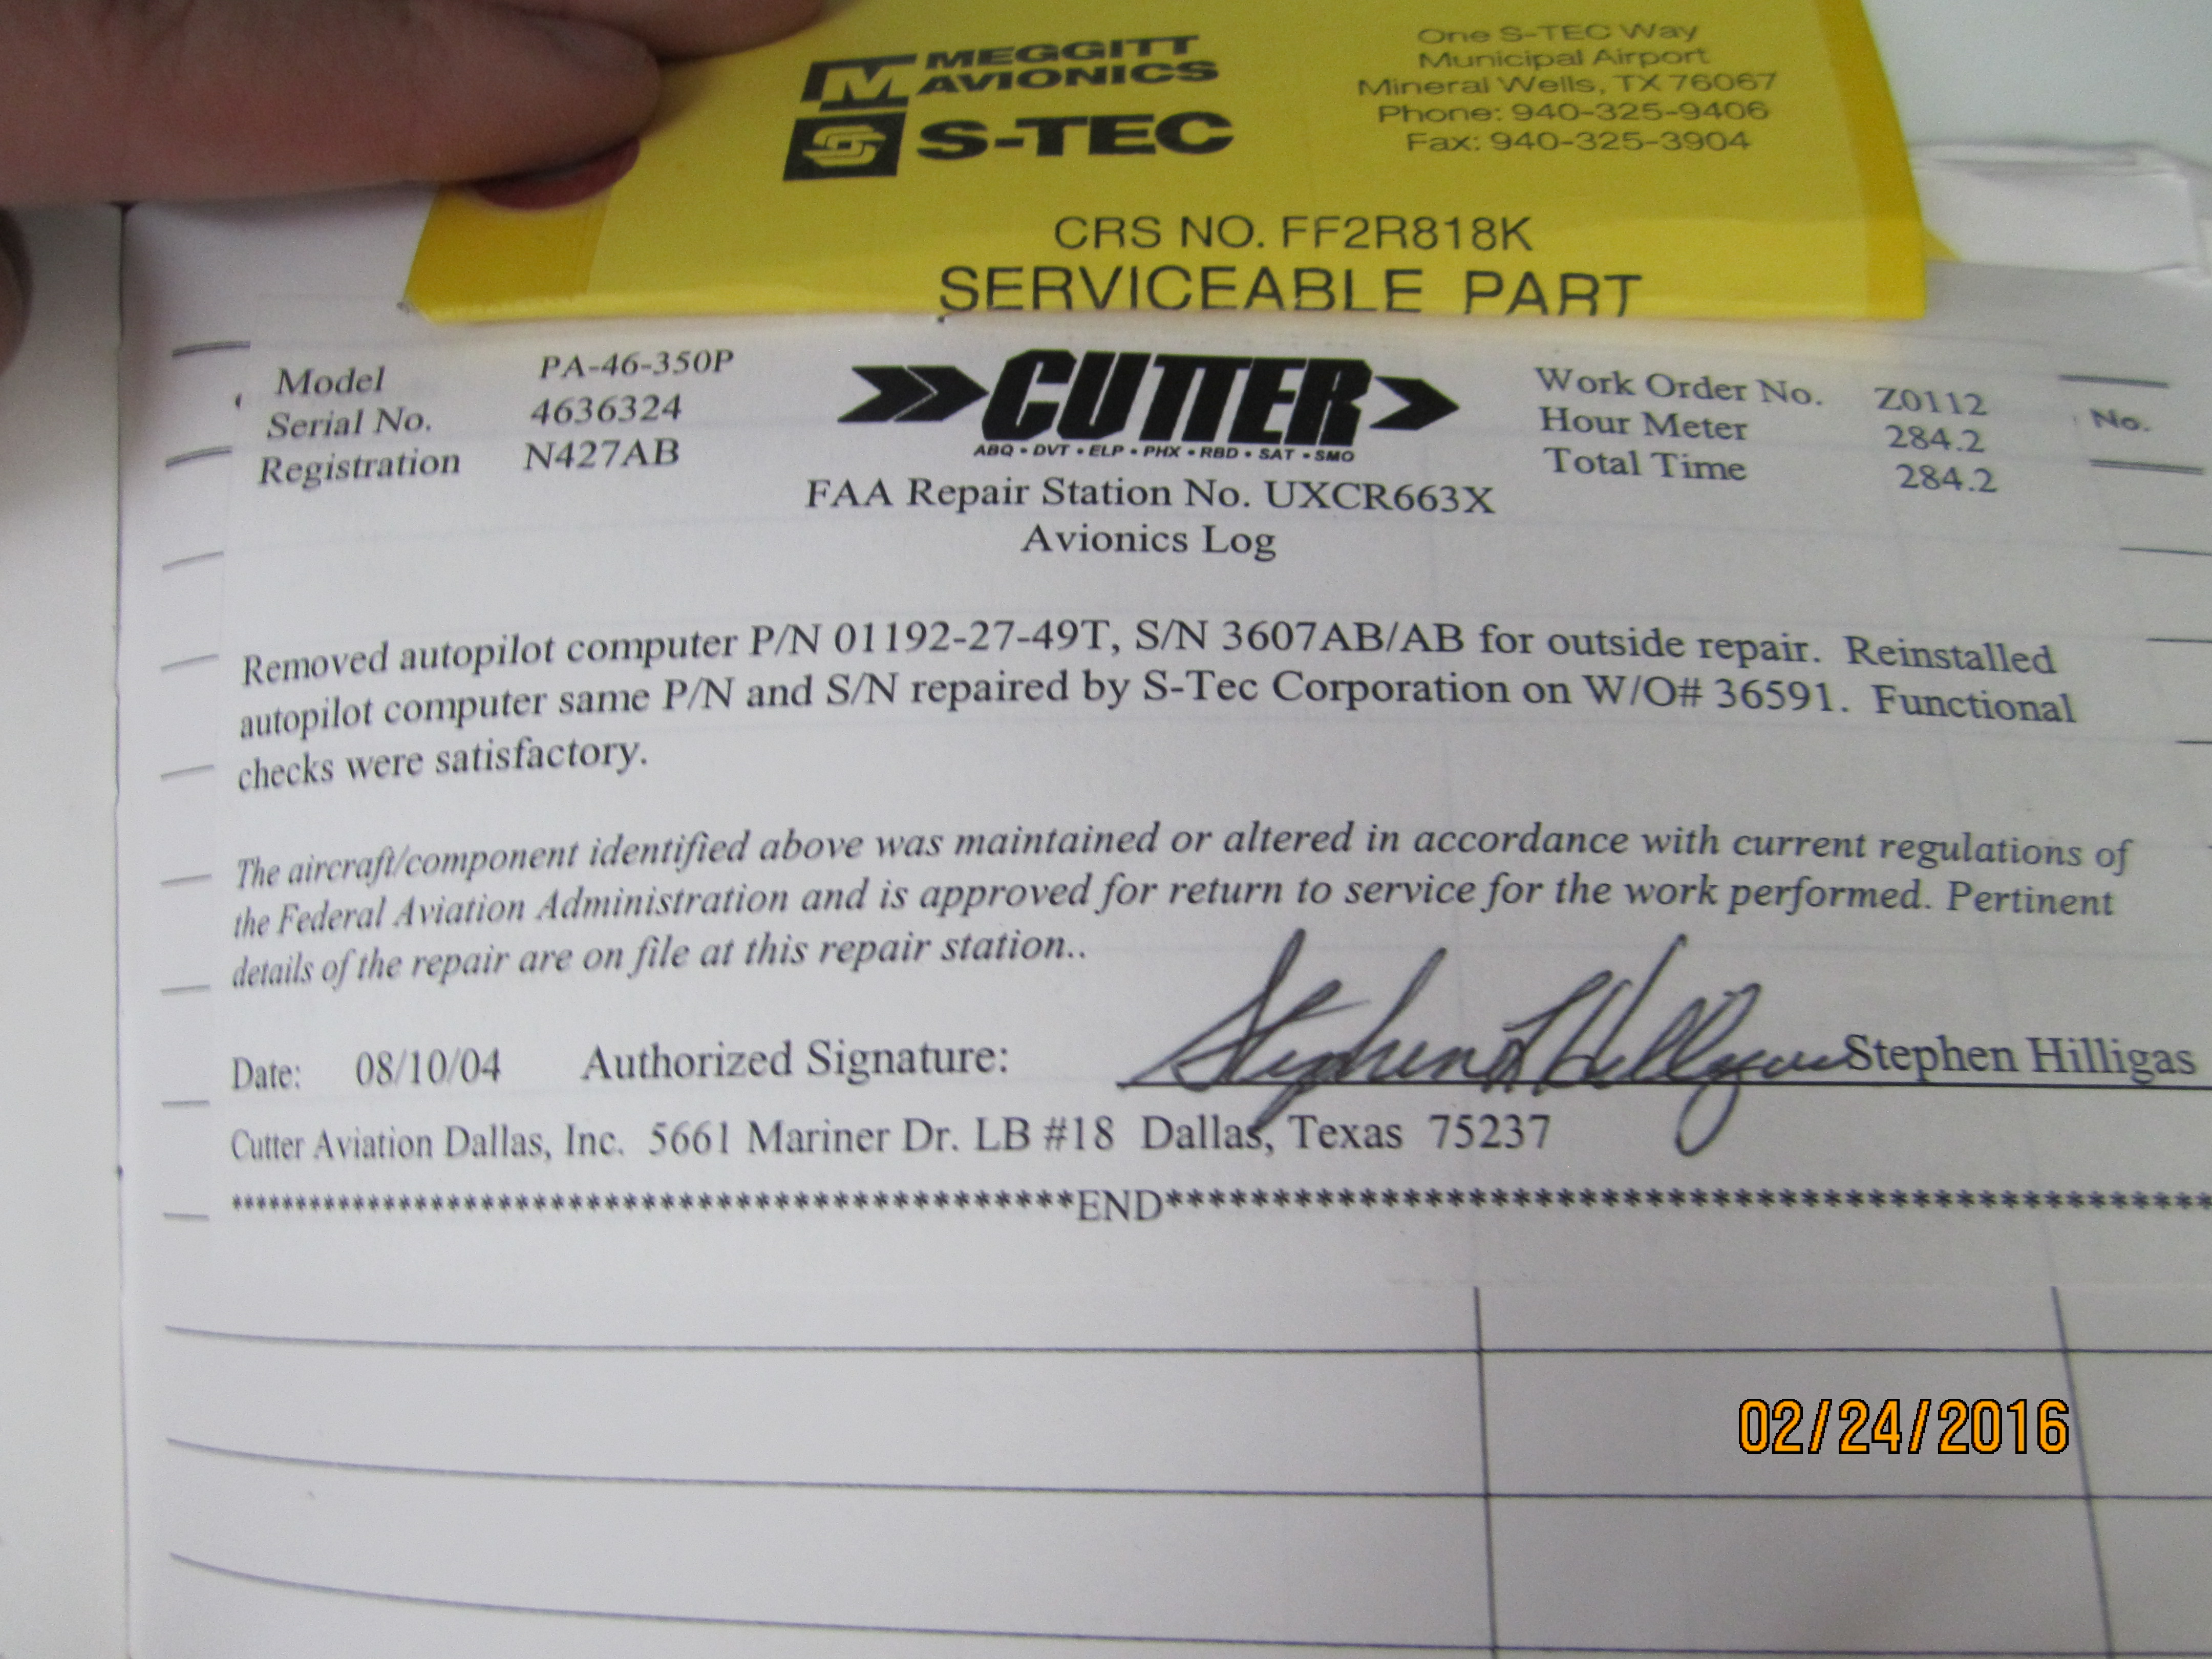 MEGGITT
AVIONICS
S-TEC
One S-TEC Way
Municipal Airport
Mineral Wells, TX 76067
Phone: 940-325-9406
Fax: 940-325-3904
CRS NO. FF2R818K
SERVICEABLE PART
Model PA-46-350P
Serial No. 4636324
Registration N427AB
CUTTER
ABQ • DVT • ELP • PHX • RBD • SAT • SMO
Work Order No. Z0112
Hour Meter 284.2
Total Time 284.2
No.
FAA Repair Station No. UXCR663X
Avionics Log
Removed autopilot computer P/N 01192-27-49T, S/N 3607AB/AB for outside repair. Reinstalled
autopilot computer same P/N and S/N repaired by S-Tec Corporation on W/O# 36591. Functional
checks were satisfactory.
The aircraft/component identified above was maintained or altered in accordance with current regulations of
the Federal Aviation Administration and is approved for return to service for the work performed. Pertinent
details of the repair are on file at this repair station..
Date: 08/10/04 Authorized Signature: Stephen L Hilligas Stephen Hilligas
Cutter Aviation Dallas, Inc. 5661 Mariner Dr. LB #18 Dallas, Texas 75237
END
02/24/2016